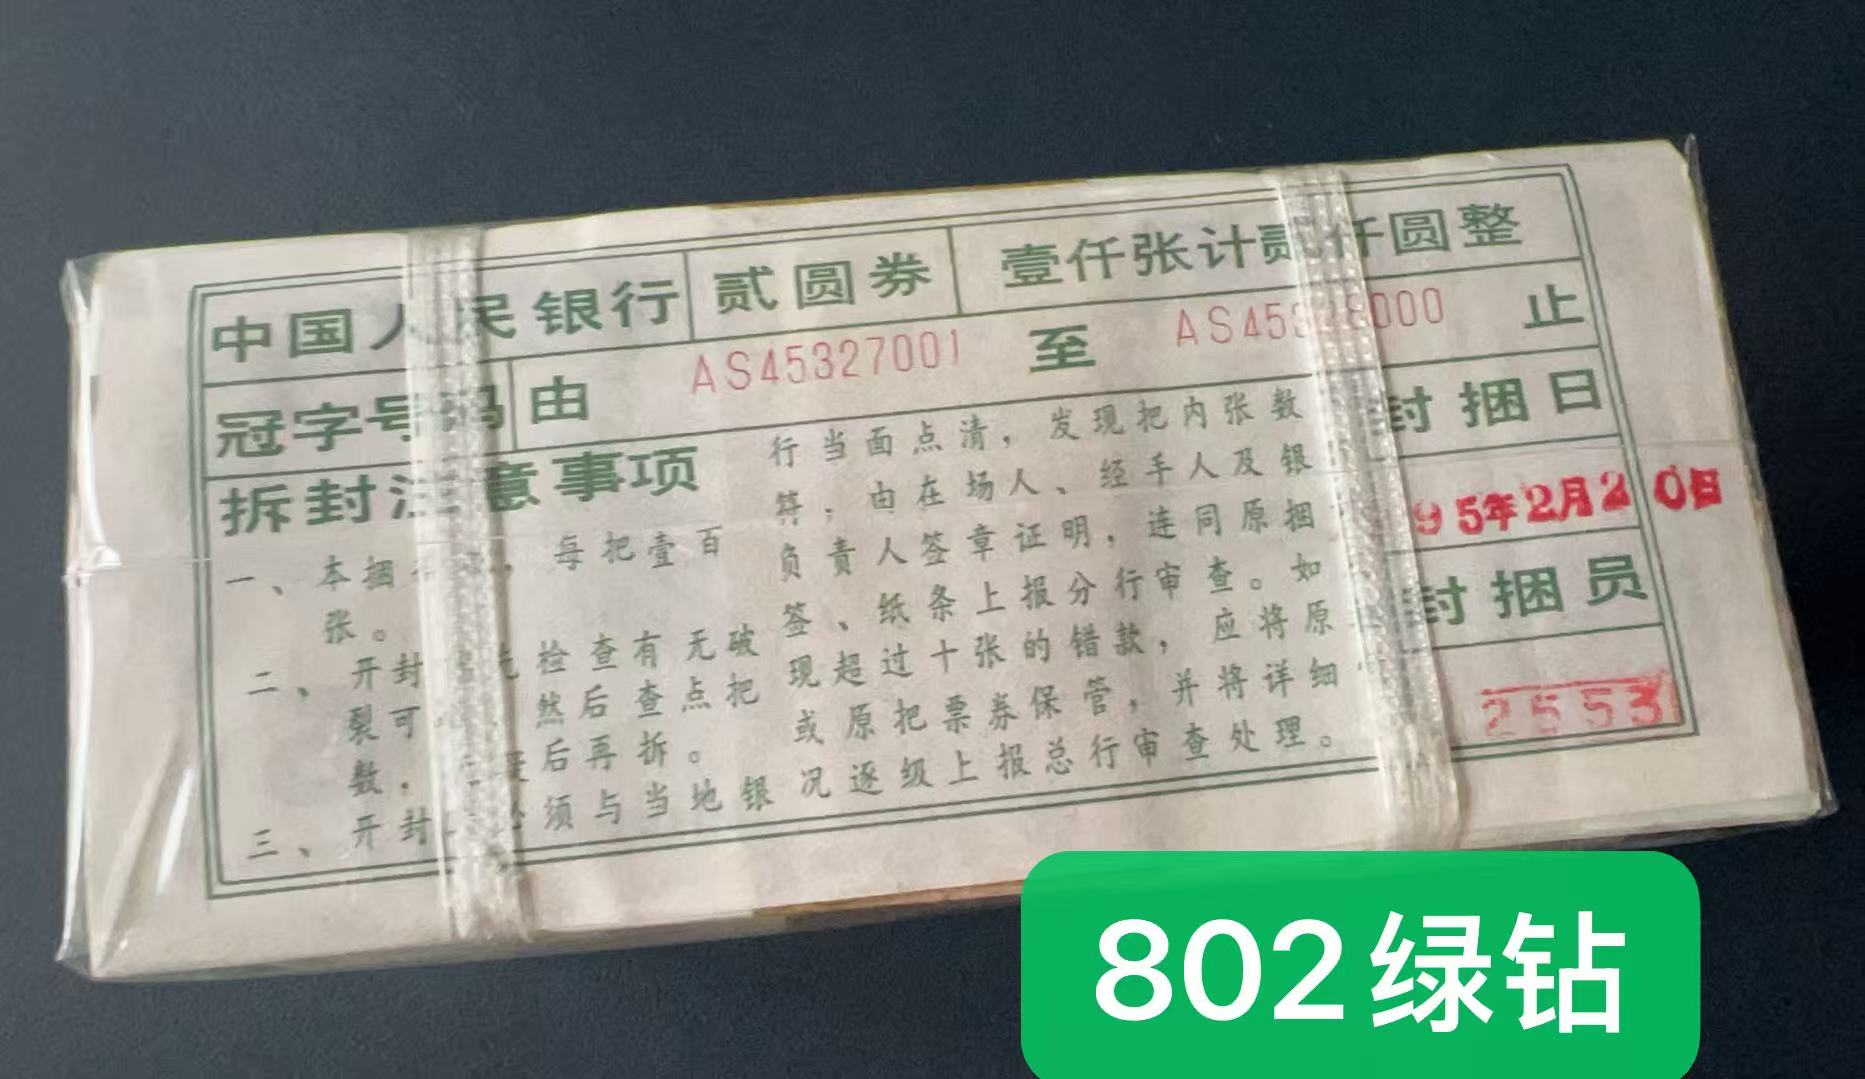 中国人民银行 贰圆券 壹仟张计贰仟圆整
冠字号码 由 AS45327001 至 AS45328000 止
拆封注意事项
一、本捆 每把壹百
张。
二、开封 先检查有无破
裂可 然后查点把
数, 后再拆。
三、开封 必须与当地银
行当面点清,发现把内张数
符,由在场人、经手人及银
负责人签章证明,连同原捆
签、纸条上报分行审查。如
现超过十张的错款,应将原
或原把票券保管,并将详细
况逐级上报总行审查处理。
封捆日
95年2月20日
封捆员
2553
802绿钻